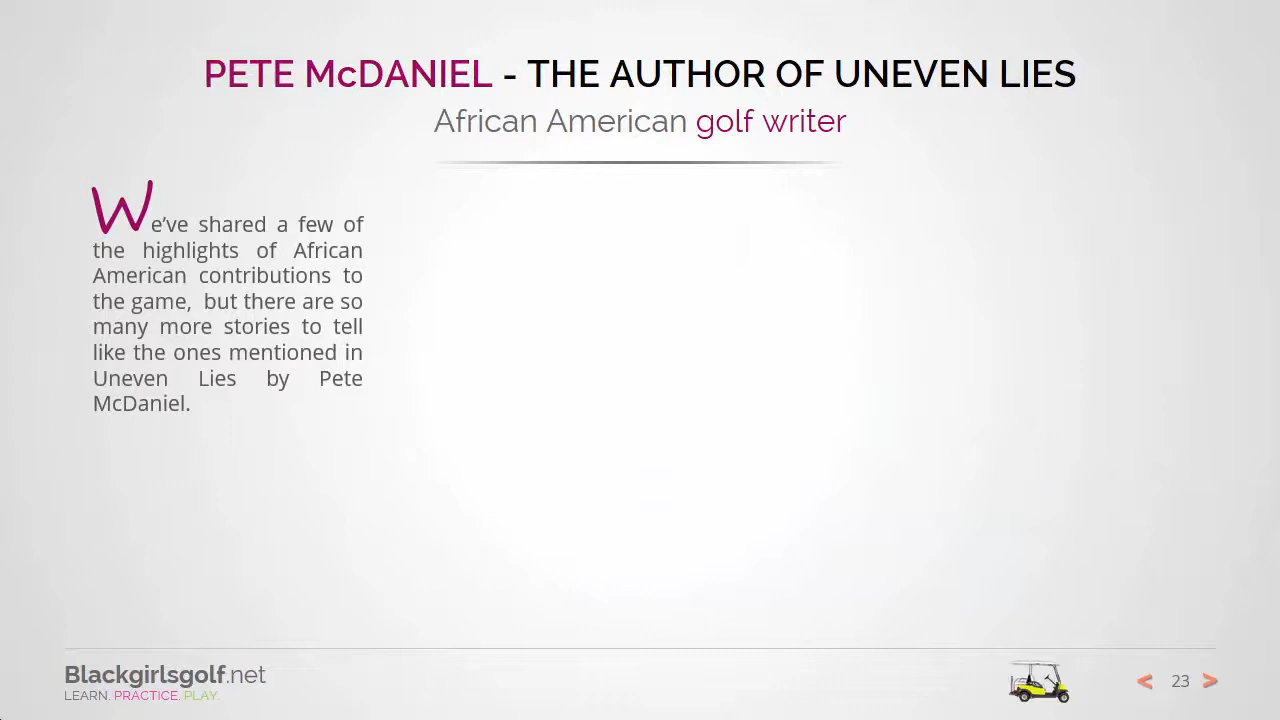 PETE McDANIEL - THE AUTHOR OF UNEVEN LIES
African American golf writer
We’ve shared a few of
the highlights of African
American contributions to
the game, but there are so
many more stories to tell
like the ones mentioned in
Uneven Lies by Pete
McDaniel.
Blackgirlsgolf.net
LEARN. PRACTICE. PLAY.
< 23 >